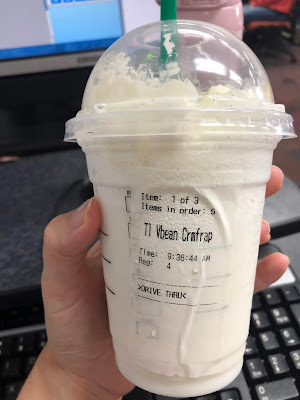 Item: 1 of 3
Items in order: 5
Tl Vbean Crmfrap
Time: 9:36:44 AM
Reg: 4
>DRIVE THRU<